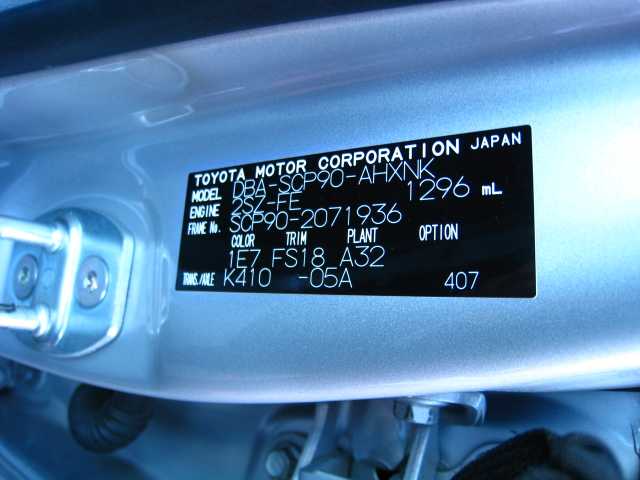 TOYOTA MOTOR CORPORATION JAPAN
MODEL DBA-SCP90-AHXNK
ENGINE 2SZ-FE 1296 mL
FRAME No. SCP90-2071936
COLOR TRIM PLANT OPTION
1E7 FS18 A32
TRANS./AXLE K410 -05A 407